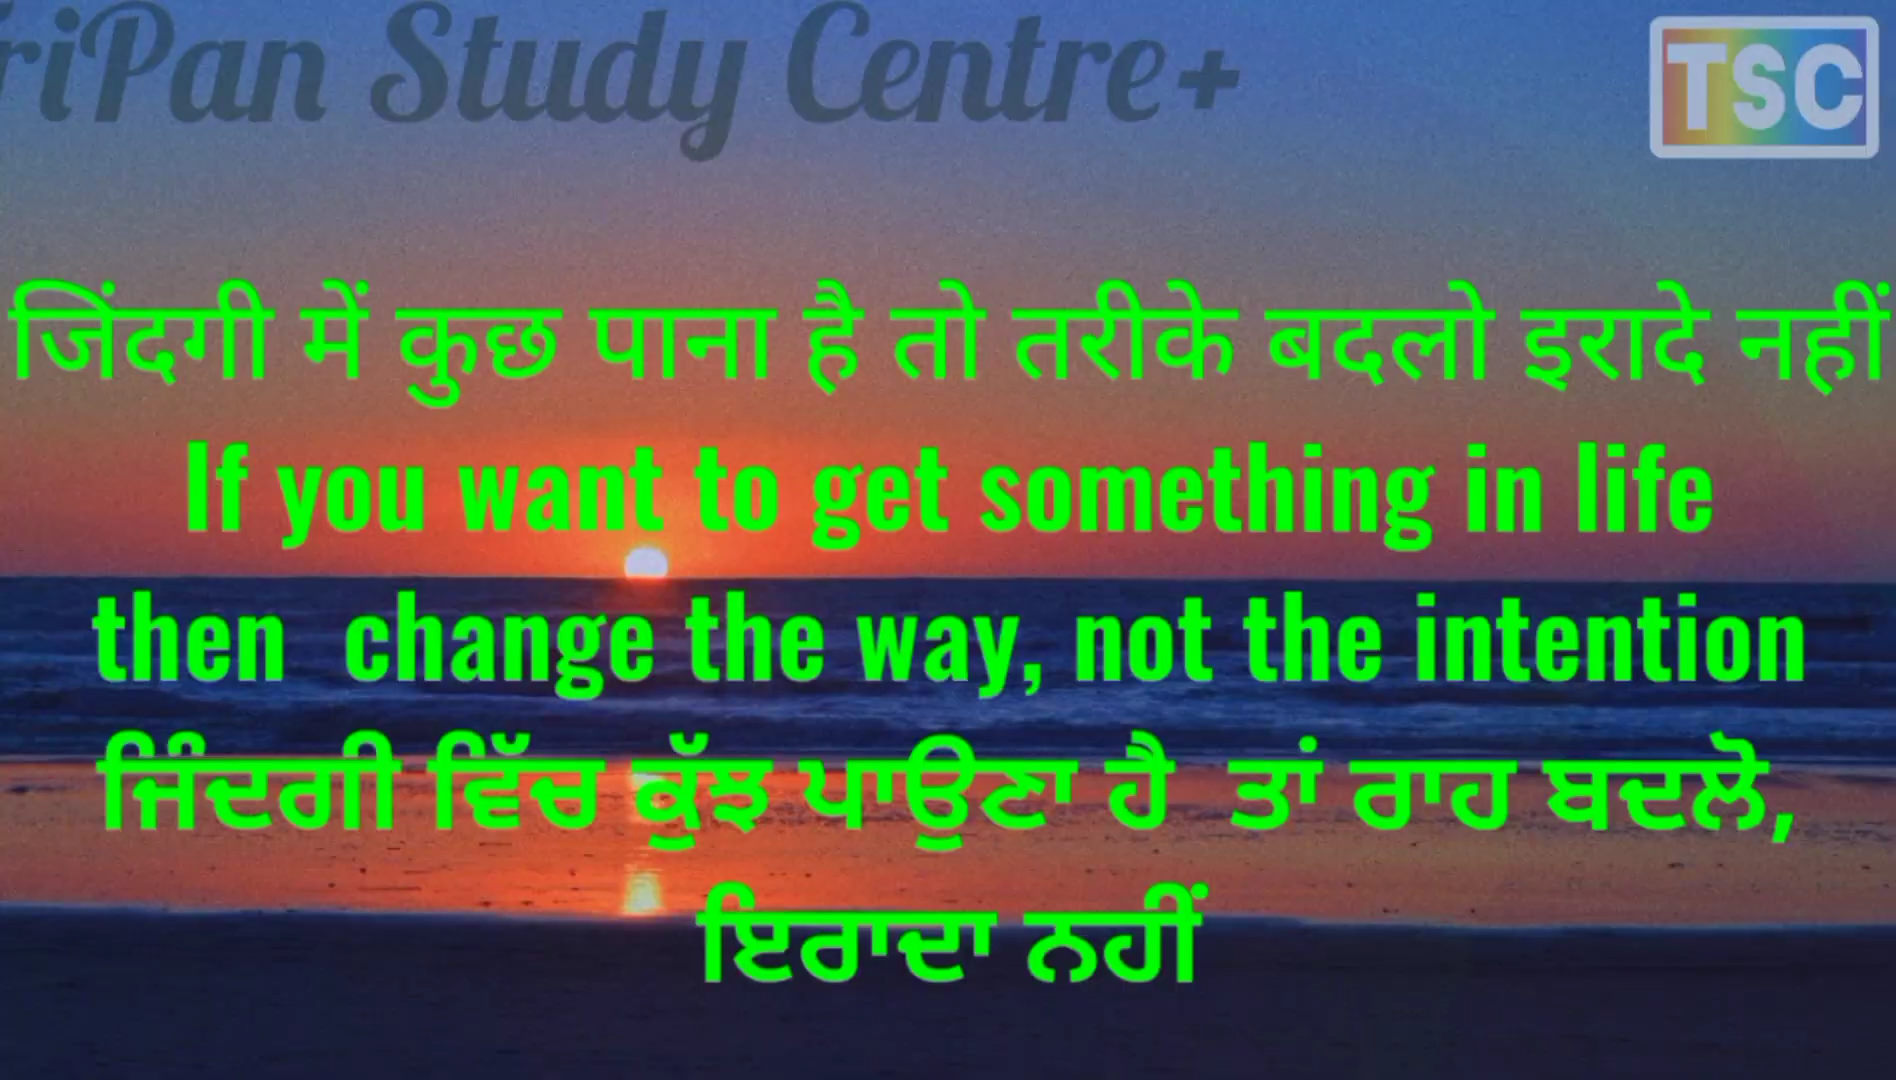 riPan Study Centre+
TSC
जिंदगी में कुछ पाना है तो तरीके बदलो इरादे नहीं
If you want to get something in life
then change the way, not the intention
ਜਿੰਦਗੀ ਵਿੱਚ ਕੁੱਝ ਪਾਉਣਾ ਹੈ ਤਾਂ ਰਾਹ ਬਦਲੋ,
ਇਰਾਦਾ ਨਹੀਂ